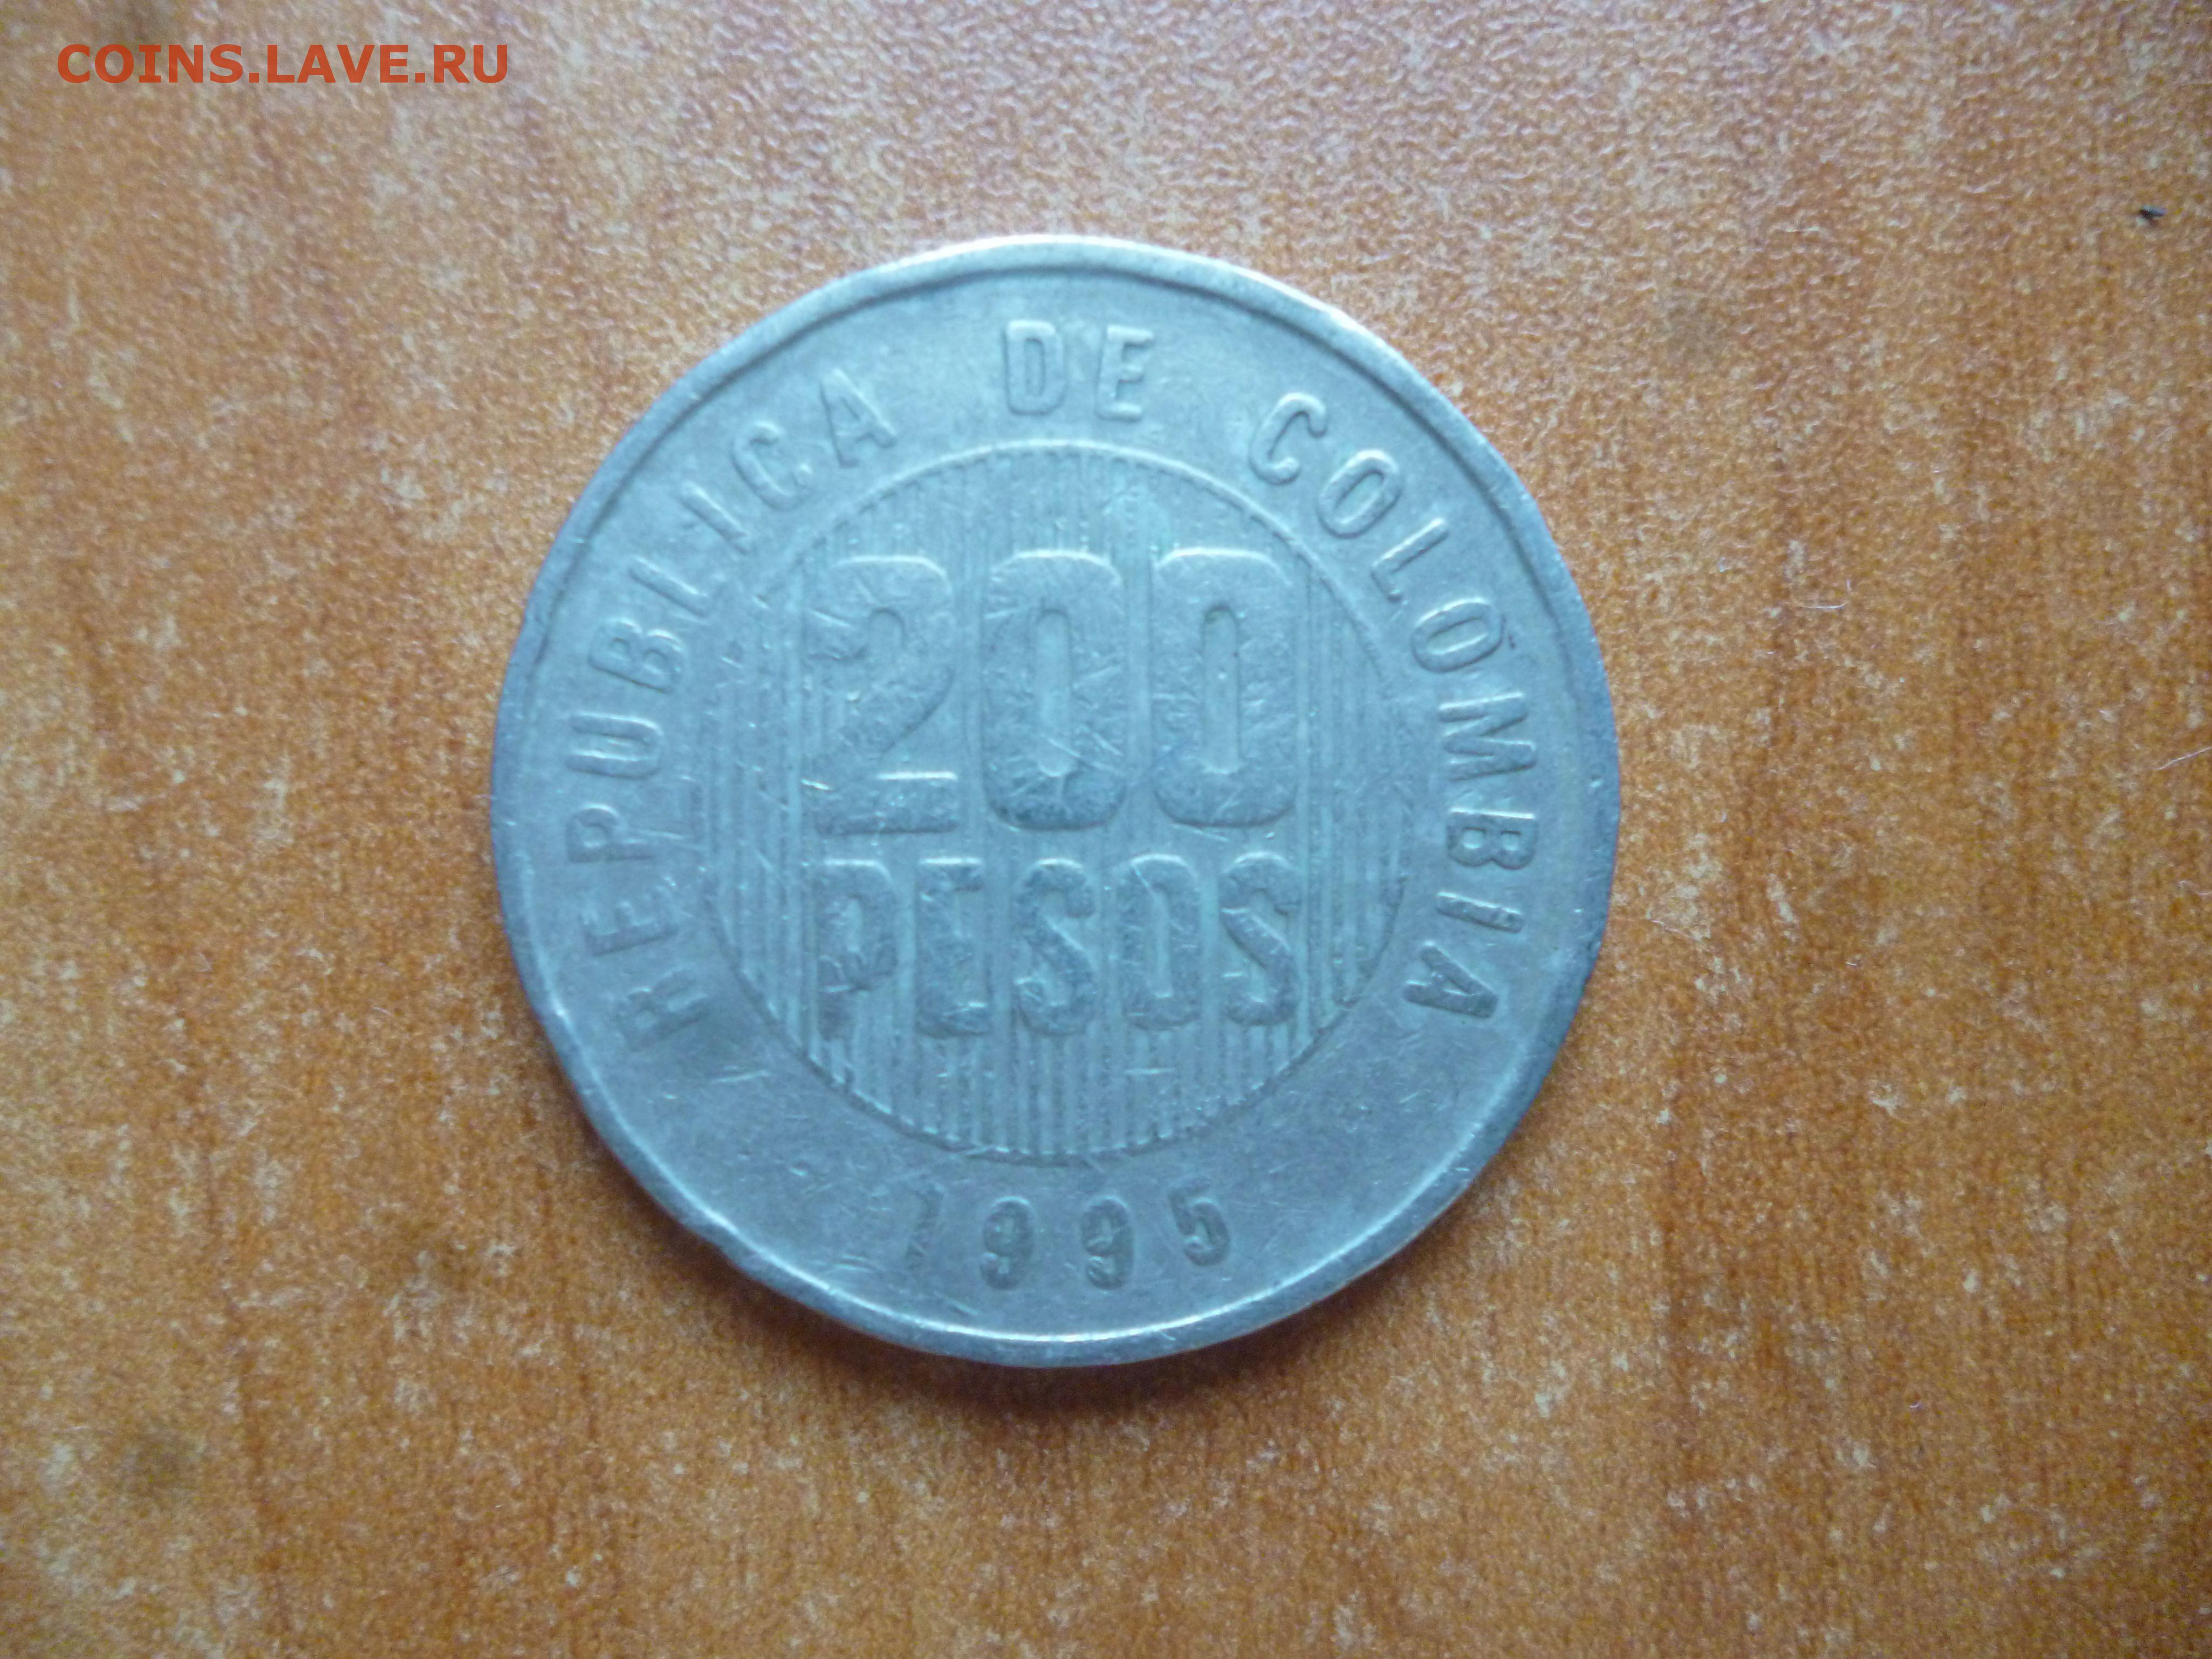 COINS.LAVE.RU
REPUBLICA DE COLOMBIA
200
PESOS
1995